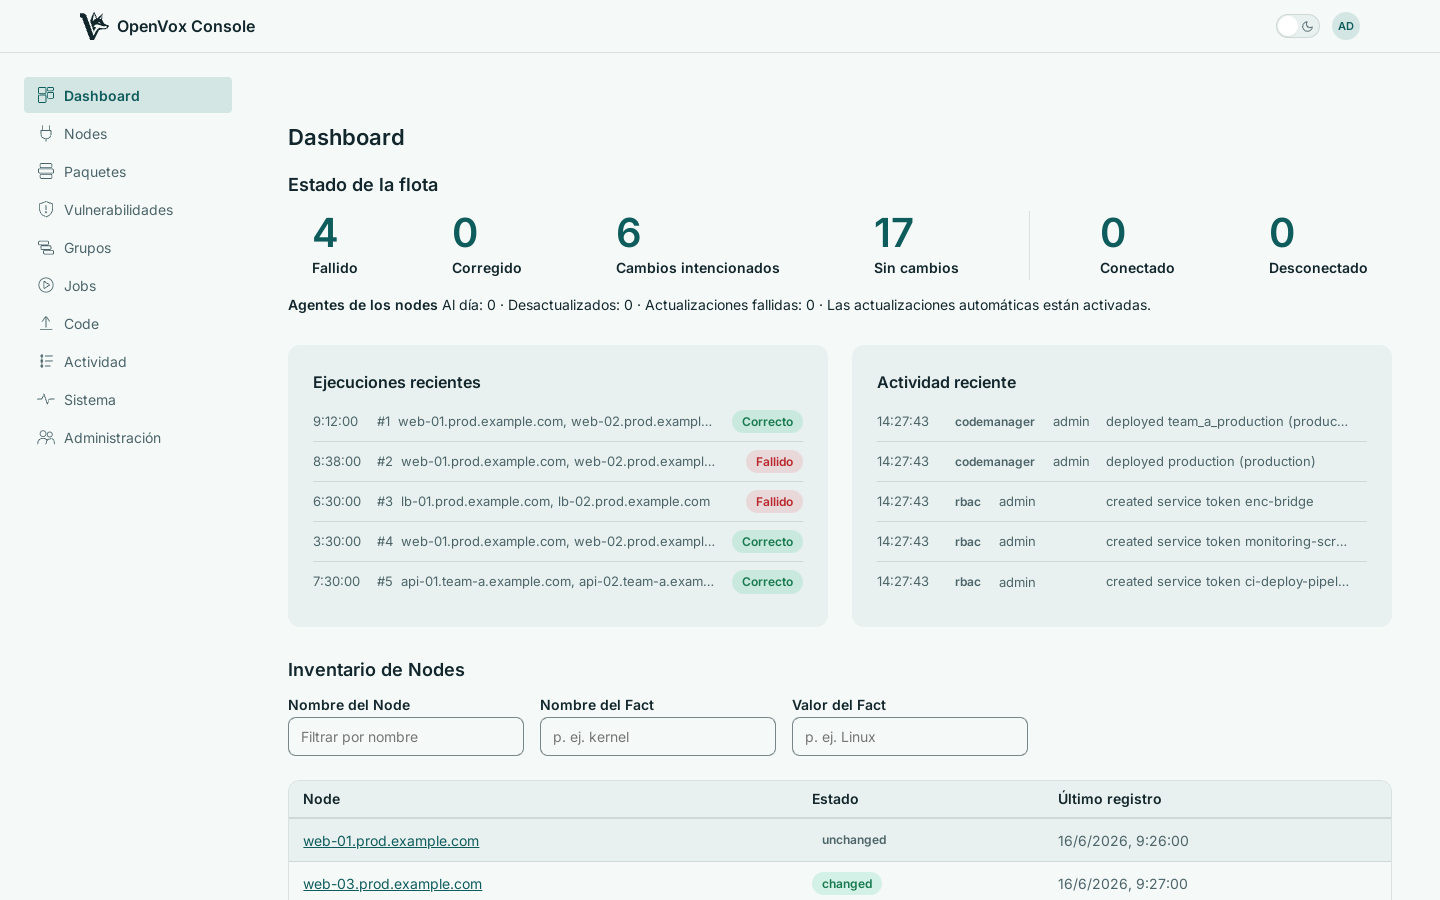 OpenVox Console
AD
Dashboard
Nodes
Paquetes
Vulnerabilidades
Grupos
Jobs
Code
Actividad
Sistema
Administración
Dashboard
Estado de la flota
4 0 6 17 0 0
Fallido Corregido Cambios intencionados Sin cambios Conectado Desconectado
Agentes de los nodes Al día: 0 · Desactualizados: 0 · Actualizaciones fallidas: 0 · Las actualizaciones automáticas están activadas.
Ejecuciones recientes
9:12:00 #1 web-01.prod.example.com, web-02.prod.exampl... Correcto
8:38:00 #2 web-01.prod.example.com, web-02.prod.exampl... Fallido
6:30:00 #3 lb-01.prod.example.com, lb-02.prod.example.com Fallido
3:30:00 #4 web-01.prod.example.com, web-02.prod.exampl... Correcto
7:30:00 #5 api-01.team-a.example.com, api-02.team-a.exam... Correcto
Actividad reciente
14:27:43 codemanager admin deployed team_a_production (produc...
14:27:43 codemanager admin deployed production (production)
14:27:43 rbac admin created service token enc-bridge
14:27:43 rbac admin created service token monitoring-scr...
14:27:43 rbac admin created service token ci-deploy-pipel...
Inventario de Nodes
Nombre del Node Nombre del Fact Valor del Fact
Filtrar por nombre p. ej. kernel p. ej. Linux
Node Estado Último registro
web-01.prod.example.com unchanged 16/6/2026, 9:26:00
web-03.prod.example.com changed 16/6/2026, 9:27:00